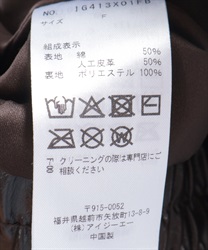 NO. 1G413X01FB
サイズ F
組成表示
表地 綿 50%
人工皮革 50%
裏地 ポリエステル 100%
で クリーニングの際は専門店で
ご相談ください
〒915-0052
福井県越前市矢放町13-8-9
(株)アイジーエー
中国製